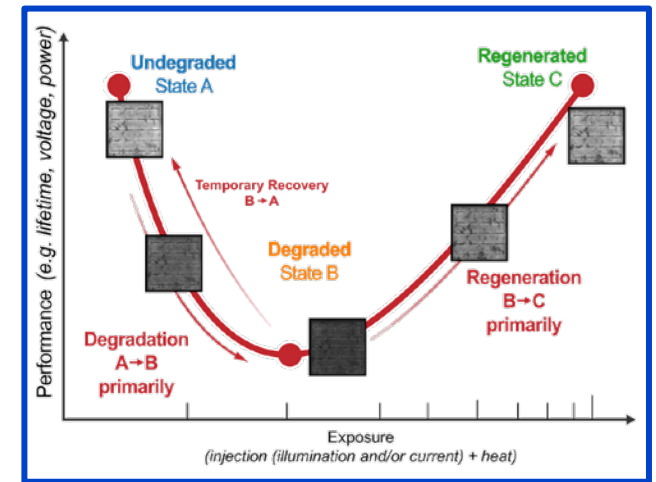 Performance (e.g. lifetime, voltage, power)
Undegraded
State A
Regenerated
State C
Temporary Recovery
B→A
Degraded
State B
Degradation
A→B
primarily
Regeneration
B→C
primarily
Exposure
(injection (illumination and/or current) + heat)